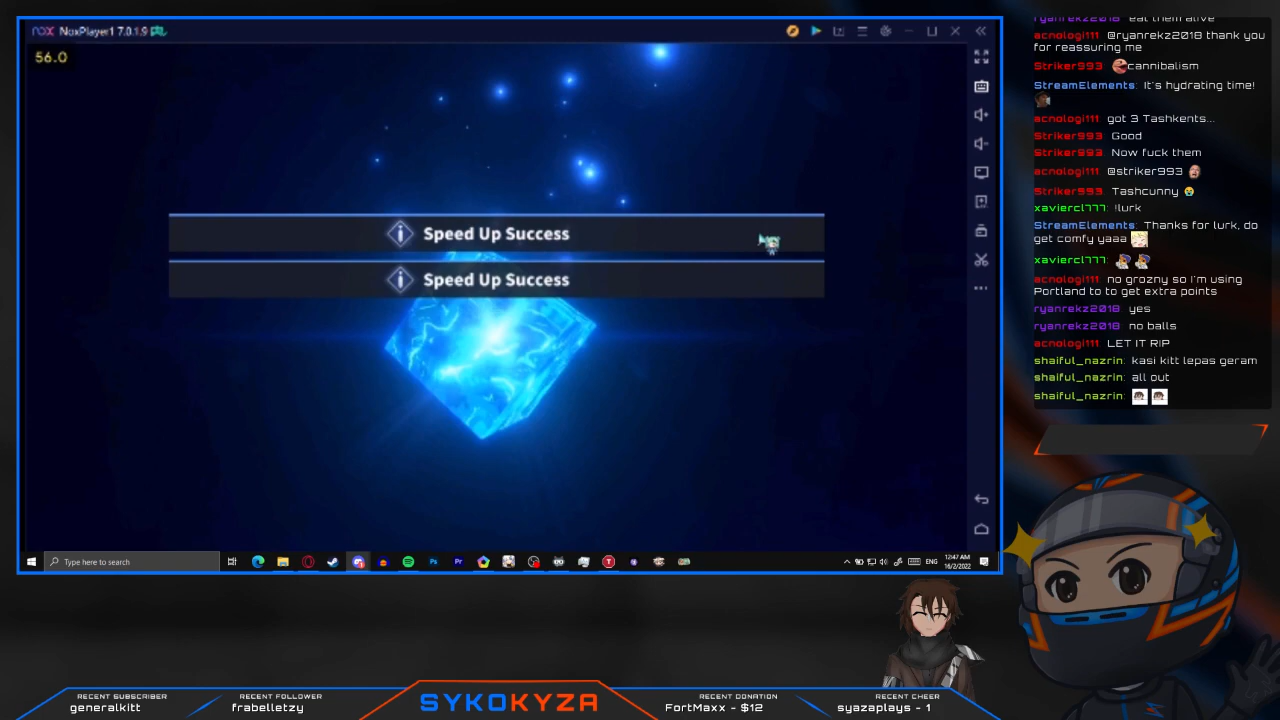 nox NoxPlayer1 7.0.1.9
56.0
Speed Up Success
Speed Up Success
Type here to search
ENG
12:47 AM
16/2/2022
ryanrekz2018: eat them alive
acnologi111: @ryanrekz2018 thank you
for reassuring me
Striker993: cannibalism
StreamElements: It's hydrating time!
acnologi111: got 3 Tashkents...
Striker993: Good
Striker993: Now fuck them
acnologi111: @striker993
Striker993: Tashcunny
xaviercl777: !lurk
StreamElements: Thanks for lurk, do
get comfy yaaa
xaviercl777:
acnologi111: no grozny so I'm using
Portland to to get extra points
ryanrekz2018: yes
ryanrekz2018: no balls
acnologi111: LET IT RIP
shaiful_nazrin: kasi kitt lepas geram
shaiful_nazrin: all out
shaiful_nazrin:
RECENT SUBSCRIBER
generalkitt
RECENT FOLLOWER
frabelletzy
SYKOKYZA
RECENT DONATION
FortMaxx - $12
RECENT CHEER
syazaplays - 1